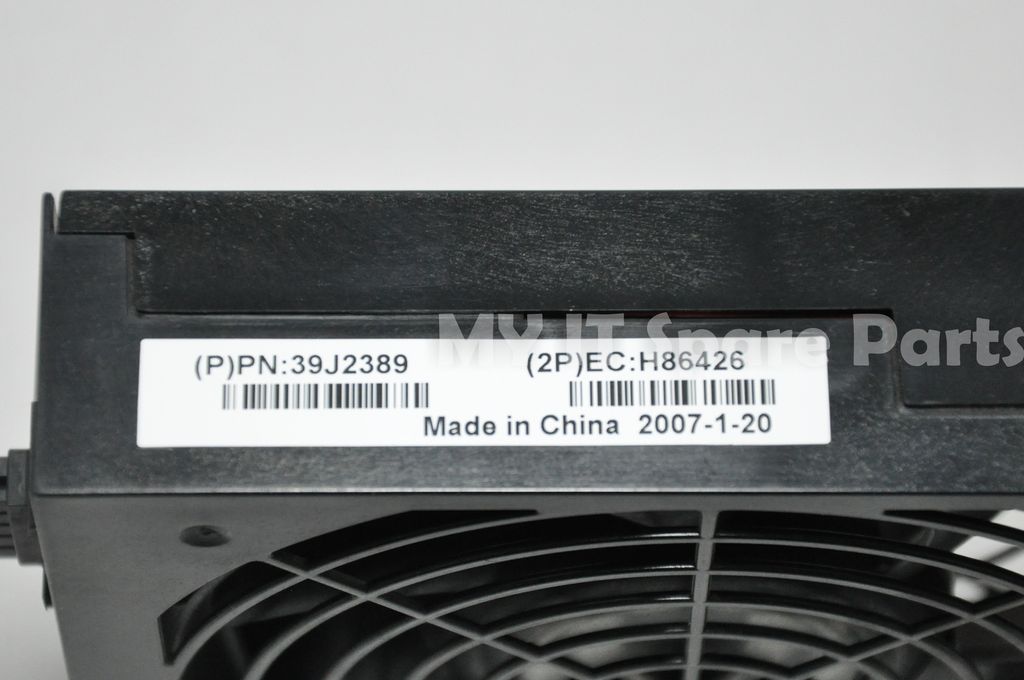 MY IT Spare Parts
(P)PN:39J2389 (2P)EC:H86426
Made in China 2007-1-20